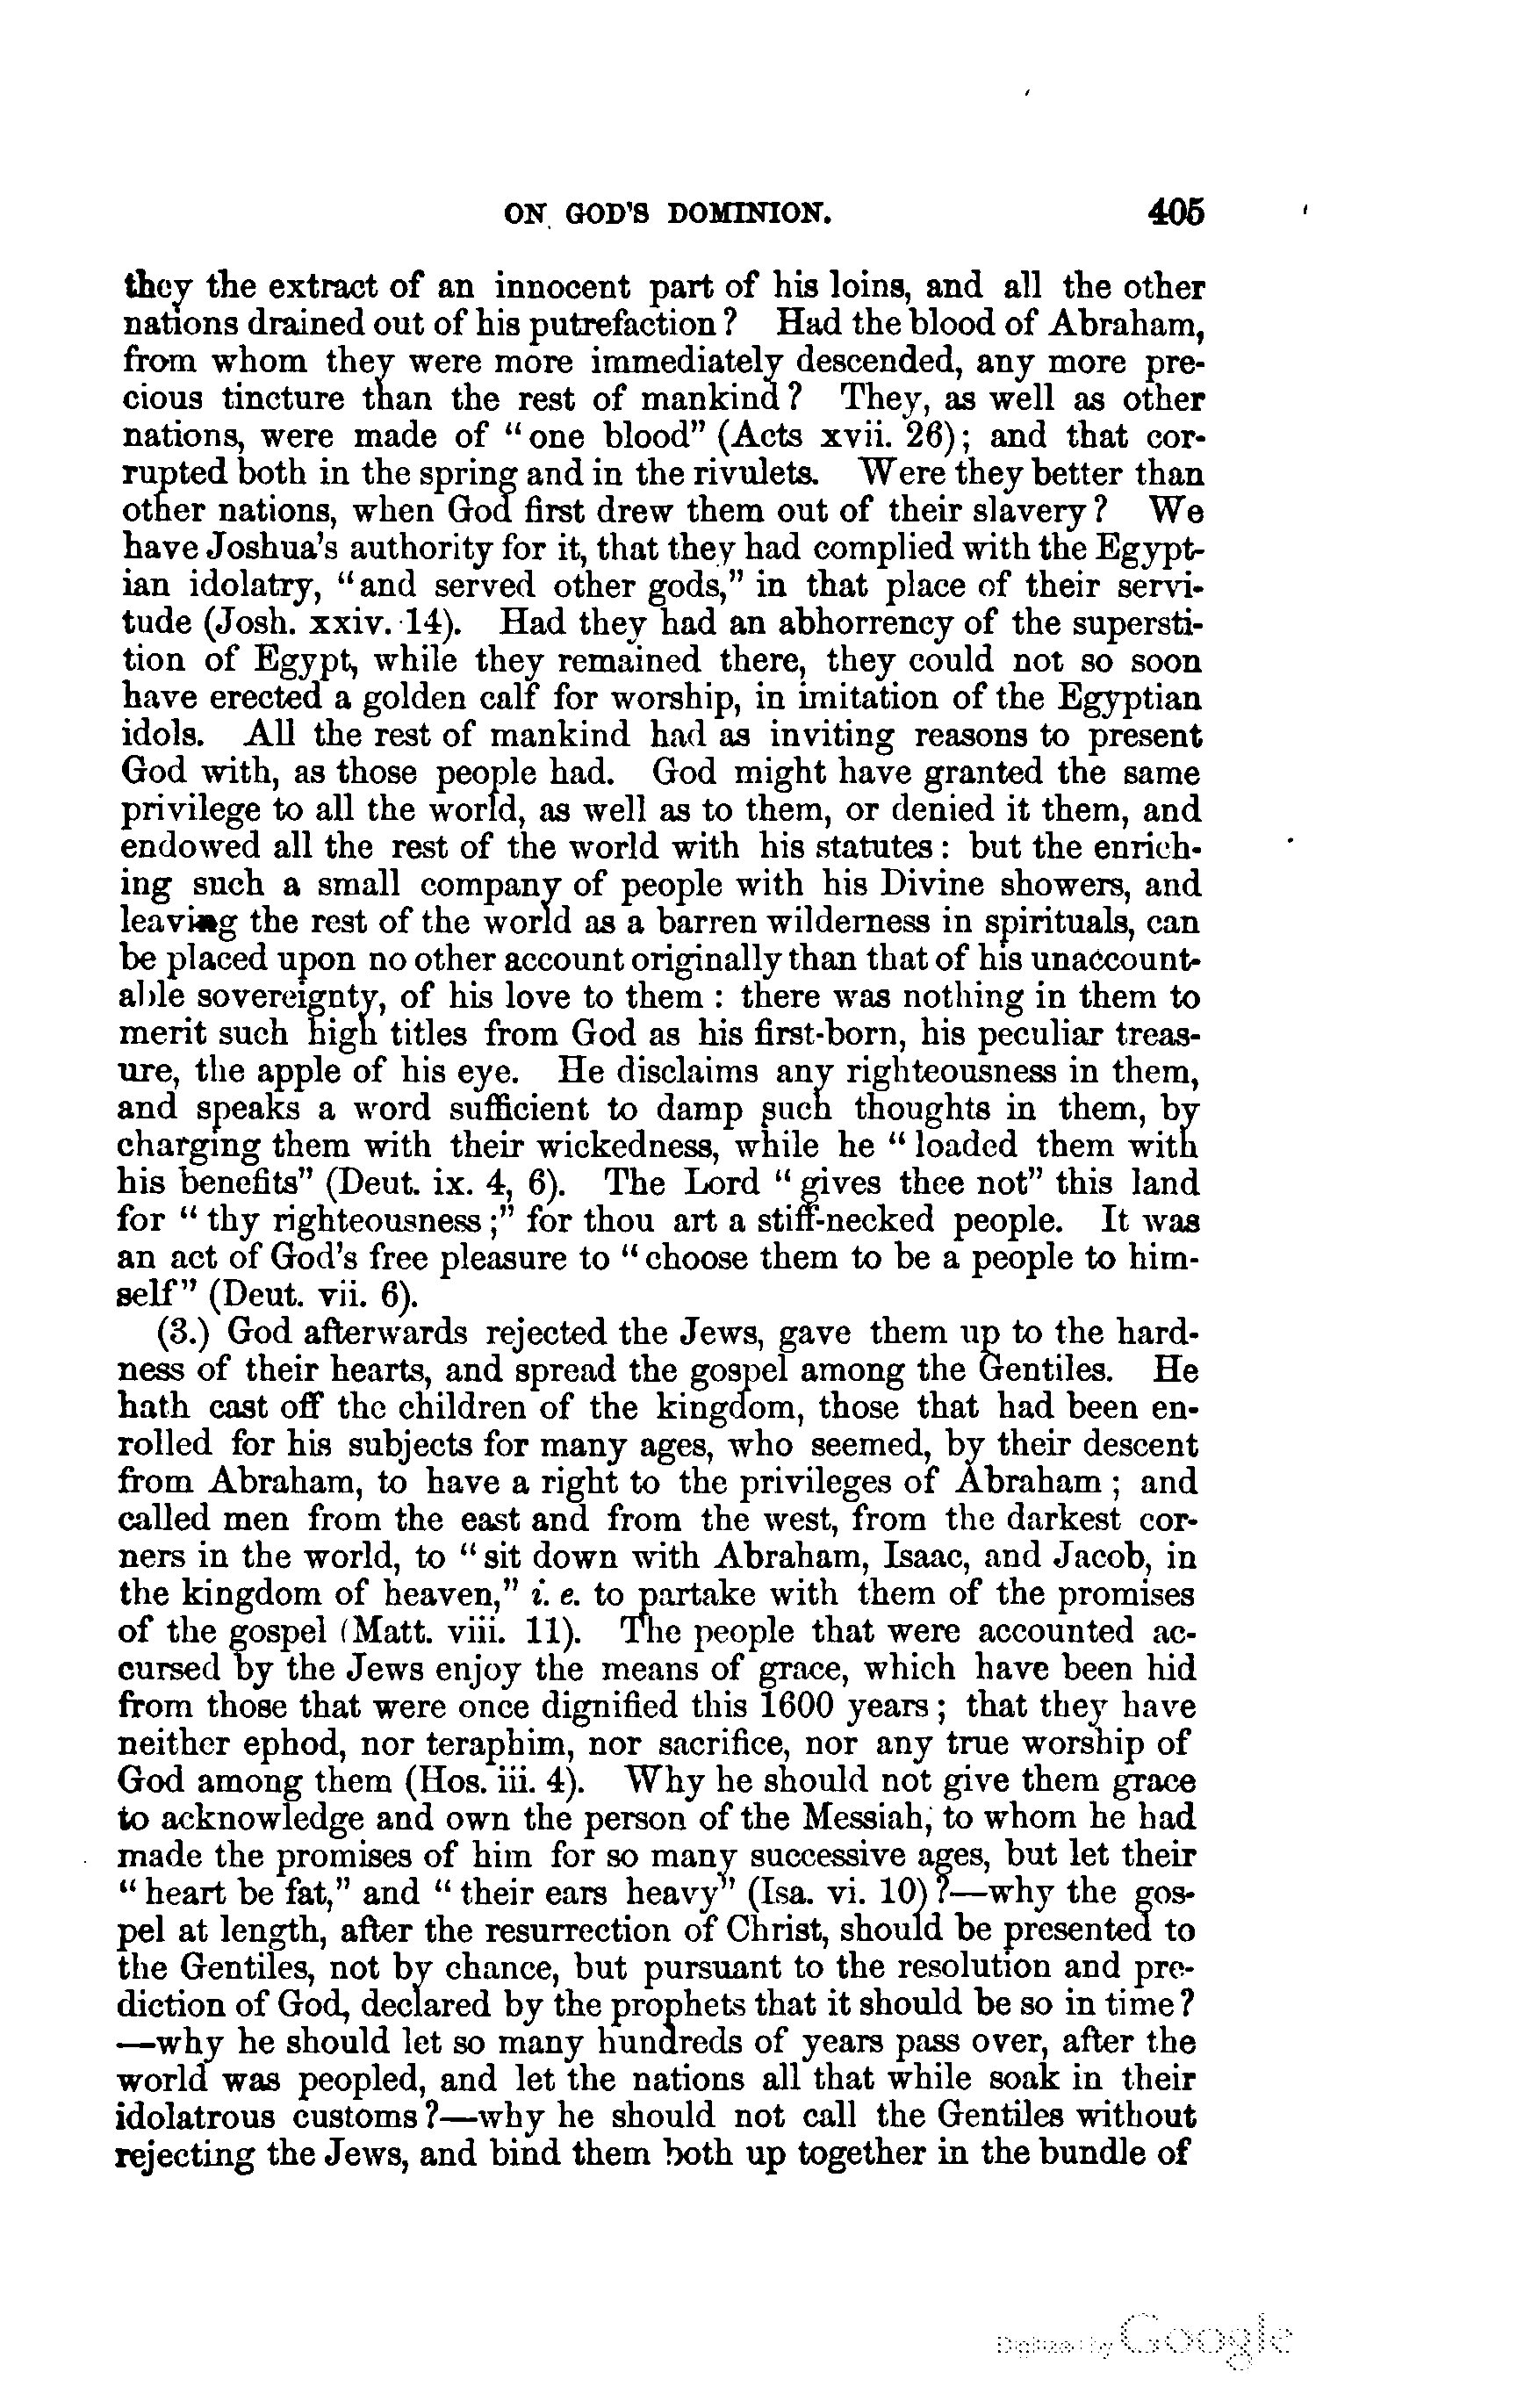 ON GOD'S DOMINION. 405
they the extract of an innocent part of his loins, and all the other
nations drained out of his putrefaction? Had the blood of Abraham,
from whom they were more immediately descended, any more pre-
cious tincture than the rest of mankind? They, as well as other
nations, were made of "one blood" (Acts xvii. 26); and that cor-
rupted both in the spring and in the rivulets. Were they better than
other nations, when God first drew them out of their slavery? We
have Joshua's authority for it, that they had complied with the Egypt-
ian idolatry, "and served other gods," in that place of their servi-
tude (Josh. xxiv. 14). Had they had an abhorrency of the supersti-
tion of Egypt, while they remained there, they could not so soon
have erected a golden calf for worship, in imitation of the Egyptian
idols. All the rest of mankind had as inviting reasons to present
God with, as those people had. God might have granted the same
privilege to all the world, as well as to them, or denied it them, and
endowed all the rest of the world with his statutes: but the enrich-
ing such a small company of people with his Divine showers, and
leaving the rest of the world as a barren wilderness in spirituals, can
be placed upon no other account originally than that of his unaccount-
able sovereignty, of his love to them: there was nothing in them to
merit such high titles from God as his first-born, his peculiar treas-
ure, the apple of his eye. He disclaims any righteousness in them,
and speaks a word sufficient to damp such thoughts in them, by
charging them with their wickedness, while he "loaded them with
his benefits" (Deut. ix. 4, 6). The Lord "gives thee not" this land
for "thy righteousness;" for thou art a stiff-necked people. It was
an act of God's free pleasure to "choose them to be a people to him-
self" (Deut. vii. 6).
(3.) God afterwards rejected the Jews, gave them up to the hard-
ness of their hearts, and spread the gospel among the Gentiles. He
hath cast off the children of the kingdom, those that had been en-
rolled for his subjects for many ages, who seemed, by their descent
from Abraham, to have a right to the privileges of Abraham; and
called men from the east and from the west, from the darkest cor-
ners in the world, to "sit down with Abraham, Isaac, and Jacob, in
the kingdom of heaven," i. e. to partake with them of the promises
of the gospel (Matt. viii. 11). The people that were accounted ac-
cursed by the Jews enjoy the means of grace, which have been hid
from those that were once dignified this 1600 years; that they have
neither ephod, nor teraphim, nor sacrifice, nor any true worship of
God among them (Hos. iii. 4). Why he should not give them grace
to acknowledge and own the person of the Messiah, to whom he had
made the promises of him for so many successive ages, but let their
"heart be fat," and "their ears heavy" (Isa. vi. 10)?—why the gos-
pel at length, after the resurrection of Christ, should be presented to
the Gentiles, not by chance, but pursuant to the resolution and pre-
diction of God, declared by the prophets that it should be so in time?
—why he should let so many hundreds of years pass over, after the
world was peopled, and let the nations all that while soak in their
idolatrous customs?—why he should not call the Gentiles without
rejecting the Jews, and bind them both up together in the bundle of
Digitized by Google